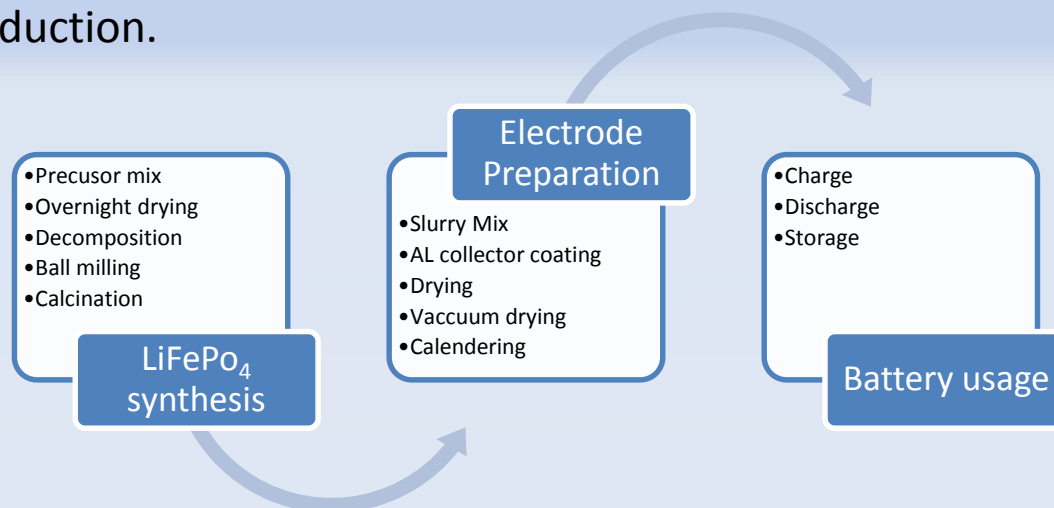 duction.
•Precusor mix
•Overnight drying
•Decomposition
•Ball milling
•Calcination
LiFePo₄
synthesis
Electrode
Preparation
•Slurry Mix
•AL collector coating
•Drying
•Vaccuum drying
•Calendering
•Charge
•Discharge
•Storage
Battery usage